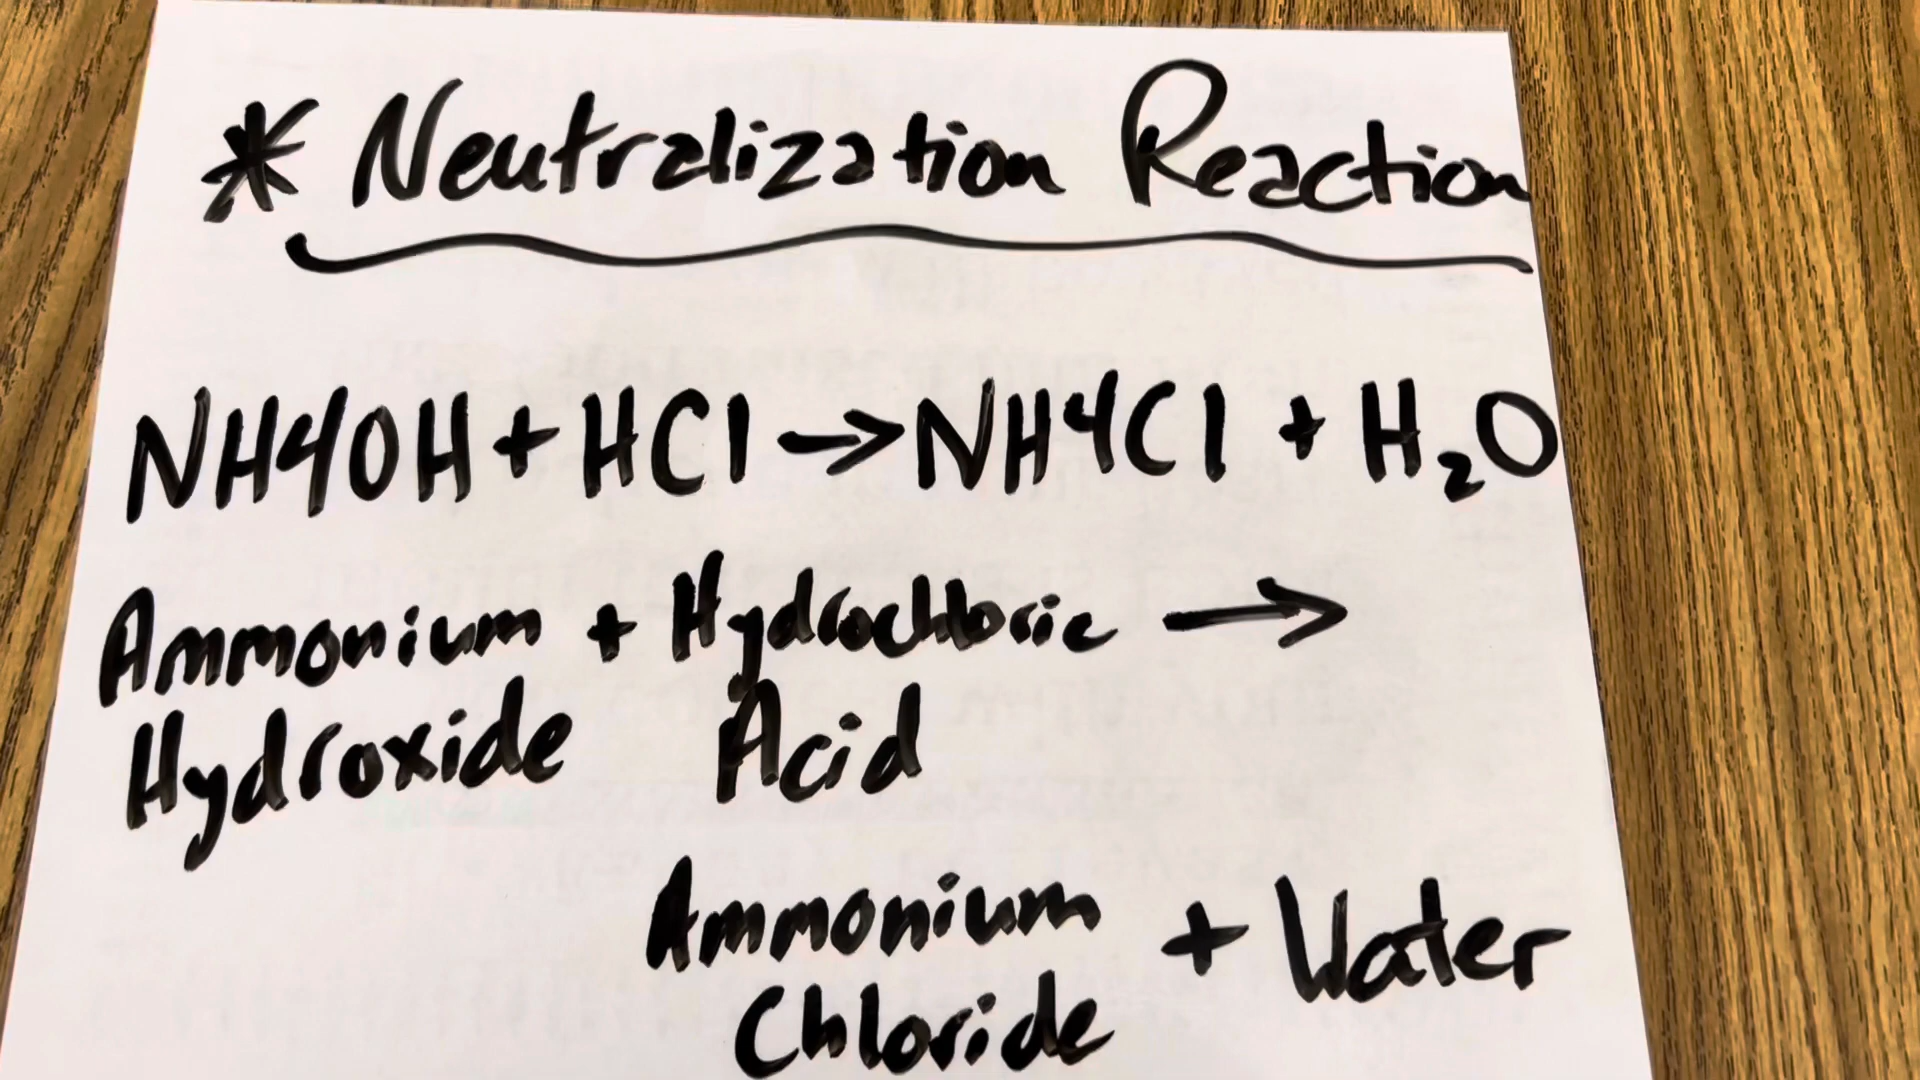 * Neutralization Reaction
NH4OH + HCl → NH4Cl + H₂O
Ammonium + Hydrochloric →
Hydroxide Acid
Ammonium + Water
Chloride